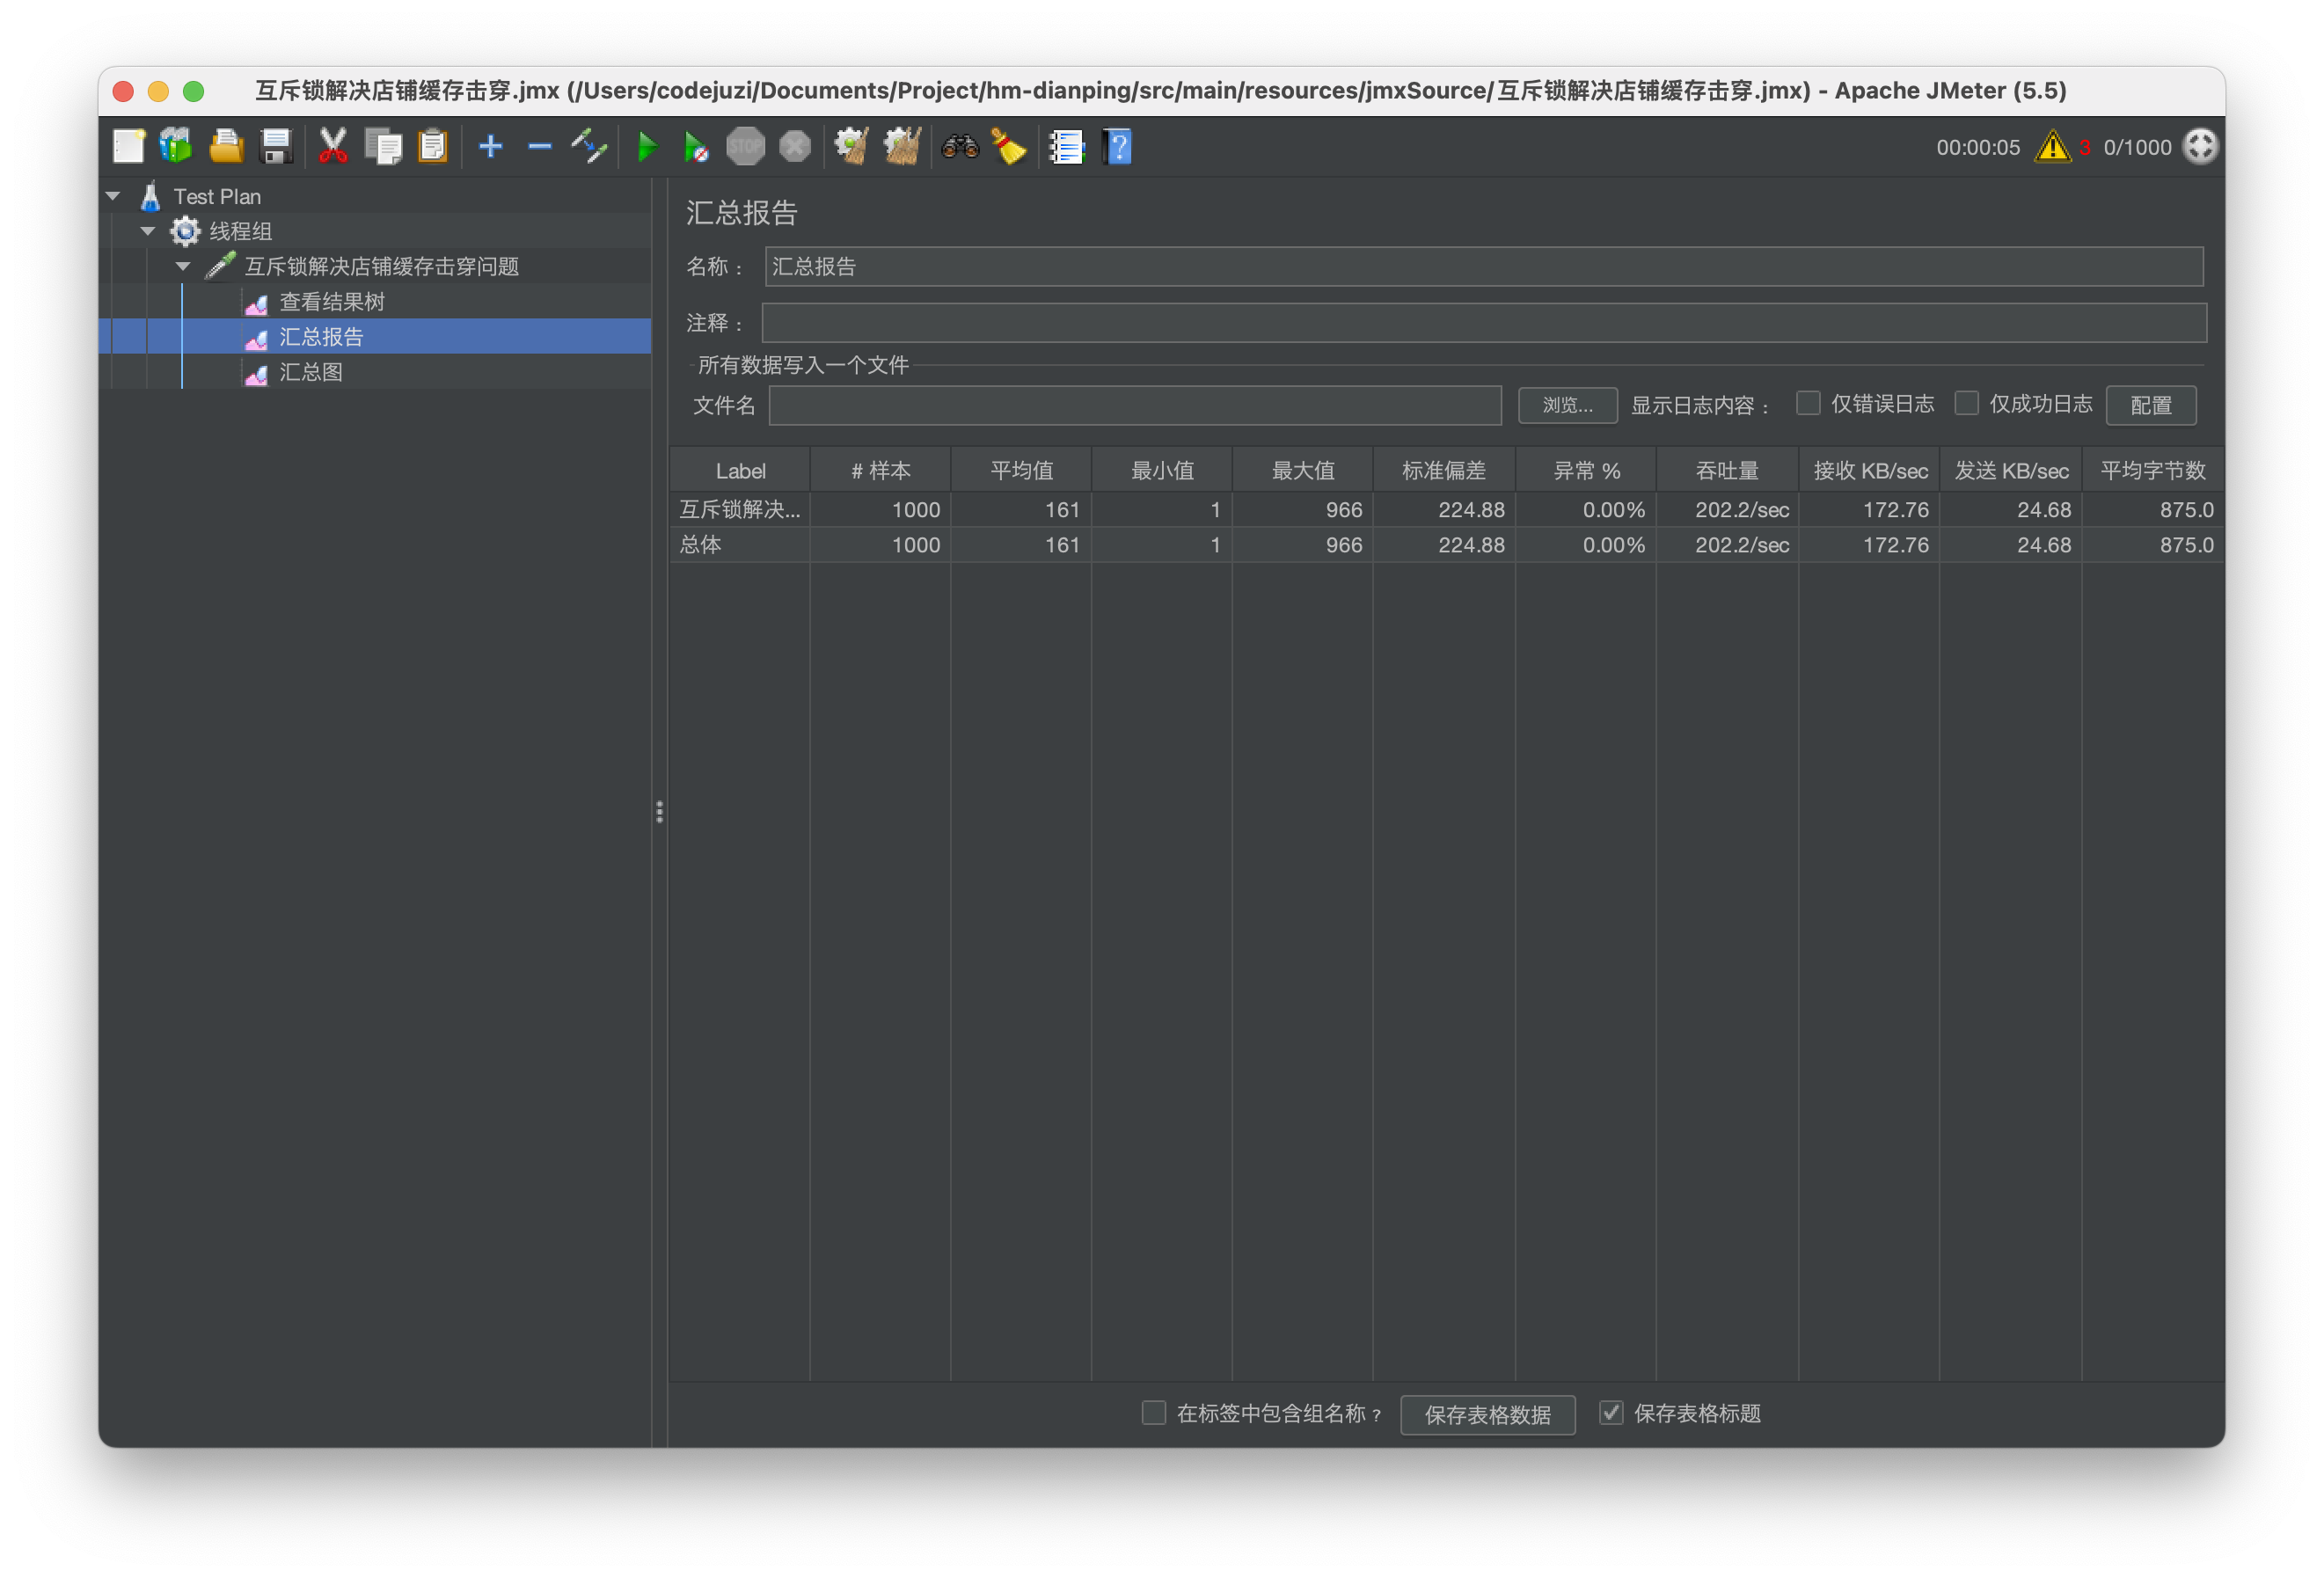 互斥锁解决店铺缓存击穿.jmx (/Users/codejuzi/Documents/Project/hm-dianping/src/main/resources/jmxSource/互斥锁解决店铺缓存击穿.jmx) - Apache JMeter (5.5)
STOP
00:00:05 3 0/1000
Test Plan
线程组
互斥锁解决店铺缓存击穿问题
查看结果树
汇总报告
汇总图
汇总报告
名称： 汇总报告
注释：
所有数据写入一个文件
文件名 浏览... 显示日志内容： 仅错误日志 仅成功日志 配置
Label # 样本 平均值 最小值 最大值 标准偏差 异常 % 吞吐量 接收 KB/sec 发送 KB/sec 平均字节数
互斥锁解决... 1000 161 1 966 224.88 0.00% 202.2/sec 172.76 24.68 875.0
总体 1000 161 1 966 224.88 0.00% 202.2/sec 172.76 24.68 875.0
在标签中包含组名称？ 保存表格数据 保存表格标题